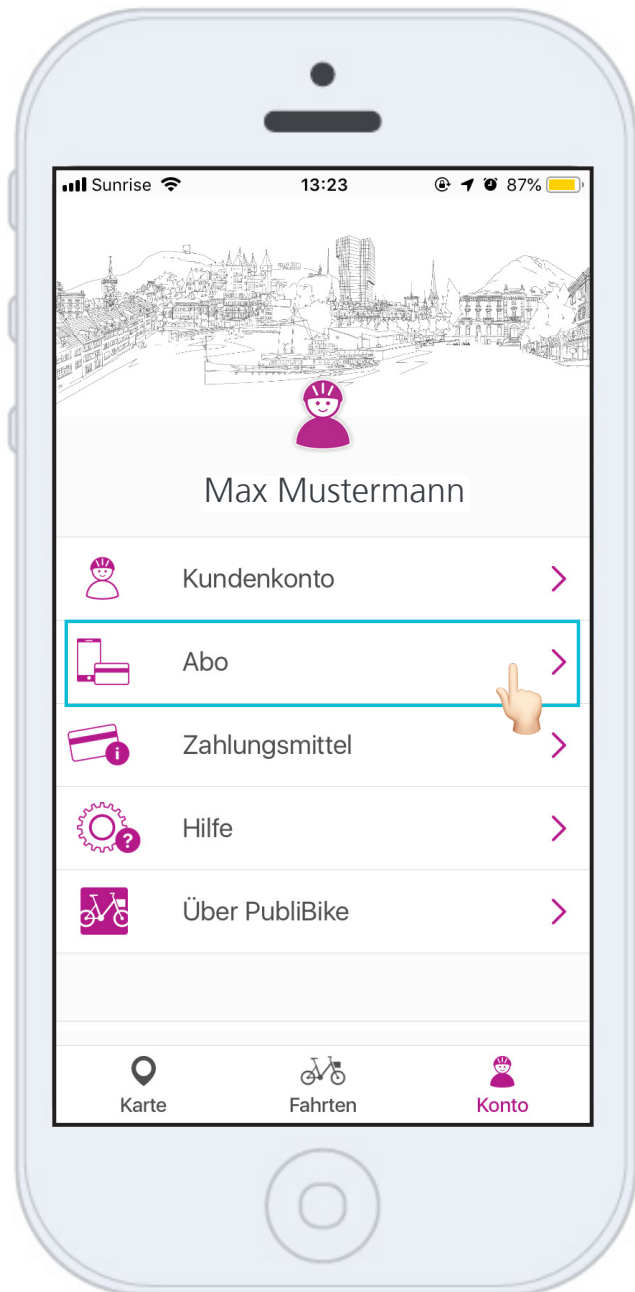 Sunrise 13:23 87%
Max Mustermann
Kundenkonto
Abo
Zahlungsmittel
Hilfe
Über PubliBike
Karte Fahrten Konto